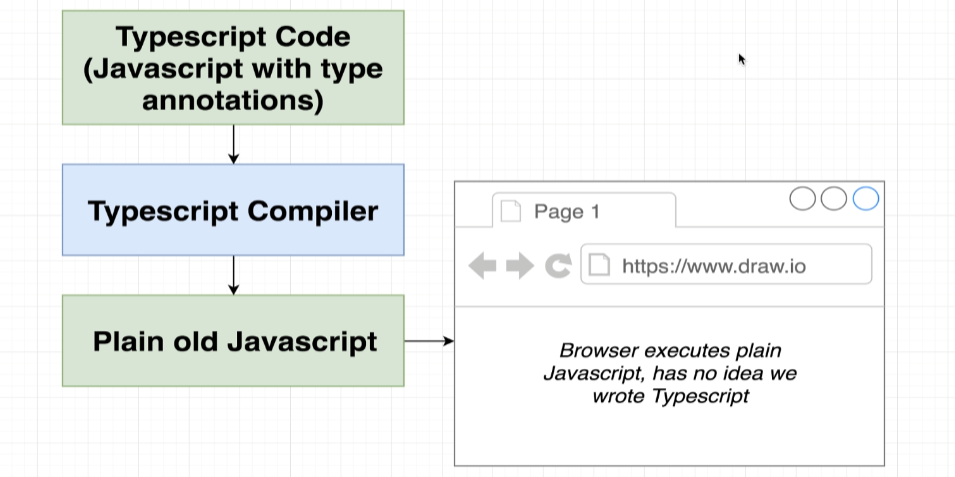 Typescript Code
(Javascript with type
annotations)
Typescript Compiler
Plain old Javascript
Page 1
https://www.draw.io
Browser executes plain
Javascript, has no idea we
wrote Typescript